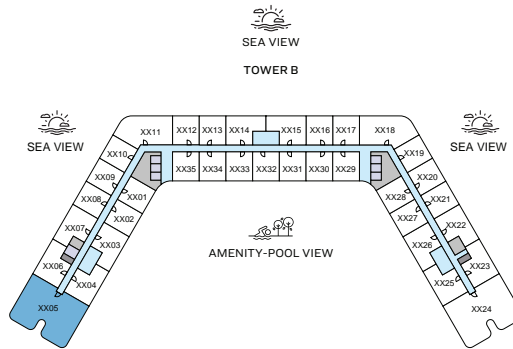 SEA VIEW
TOWER B
SEA VIEW
SEA VIEW
XX11
XX12
XX13
XX14
XX15
XX16
XX17
XX18
XX10
XX35
XX34
XX33
XX32
XX31
XX30
XX29
XX19
XX09
XX01
XX28
XX20
XX08
XX02
XX27
XX21
XX07
XX03
XX26
XX22
AMENITY-POOL VIEW
XX06
XX04
XX25
XX23
XX05
XX24